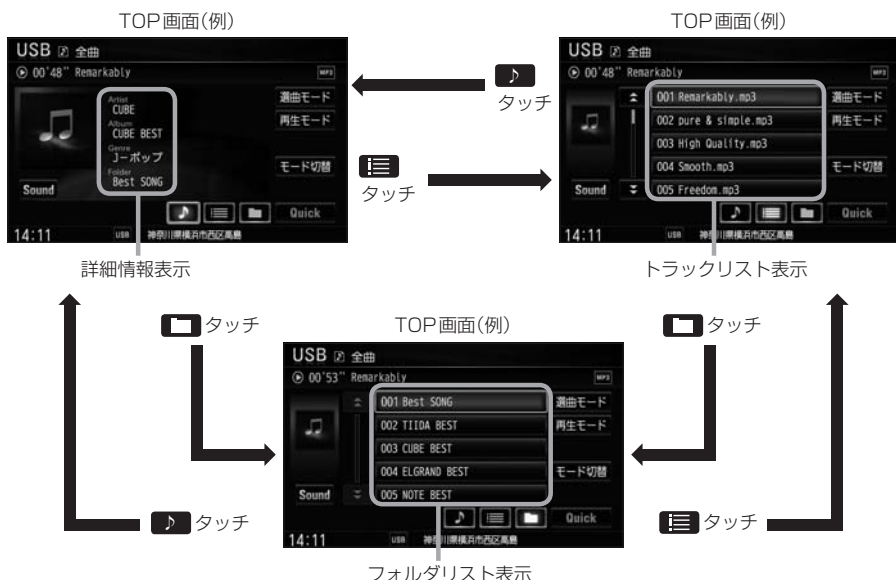 TOP画面(例)
USB 全曲
00'48" Remarkably MP3
Artist
CUBE
Album
CUBE BEST
Genre
J-ポップ
Folder
Best SONG
選曲モード
再生モード
モード切替
Sound
Quick
14:11 USB 神奈川県横浜市西区高島
詳細情報表示
タッチ
タッチ
TOP画面(例)
USB 全曲
00'48" Remarkably MP3
001 Remarkably.mp3
002 pure & simple.mp3
003 High Quality.mp3
004 Smooth.mp3
005 Freedom.mp3
選曲モード
再生モード
モード切替
Sound
Quick
14:11 USB 神奈川県横浜市西区高島
トラックリスト表示
タッチ
タッチ
TOP画面(例)
USB 全曲
00'53" Remarkably MP3
001 Best SONG
002 TIIDA BEST
003 CUBE BEST
004 ELGRAND BEST
005 NOTE BEST
選曲モード
再生モード
モード切替
Sound
Quick
14:11 USB 神奈川県横浜市西区高島
タッチ
タッチ
フォルダリスト表示